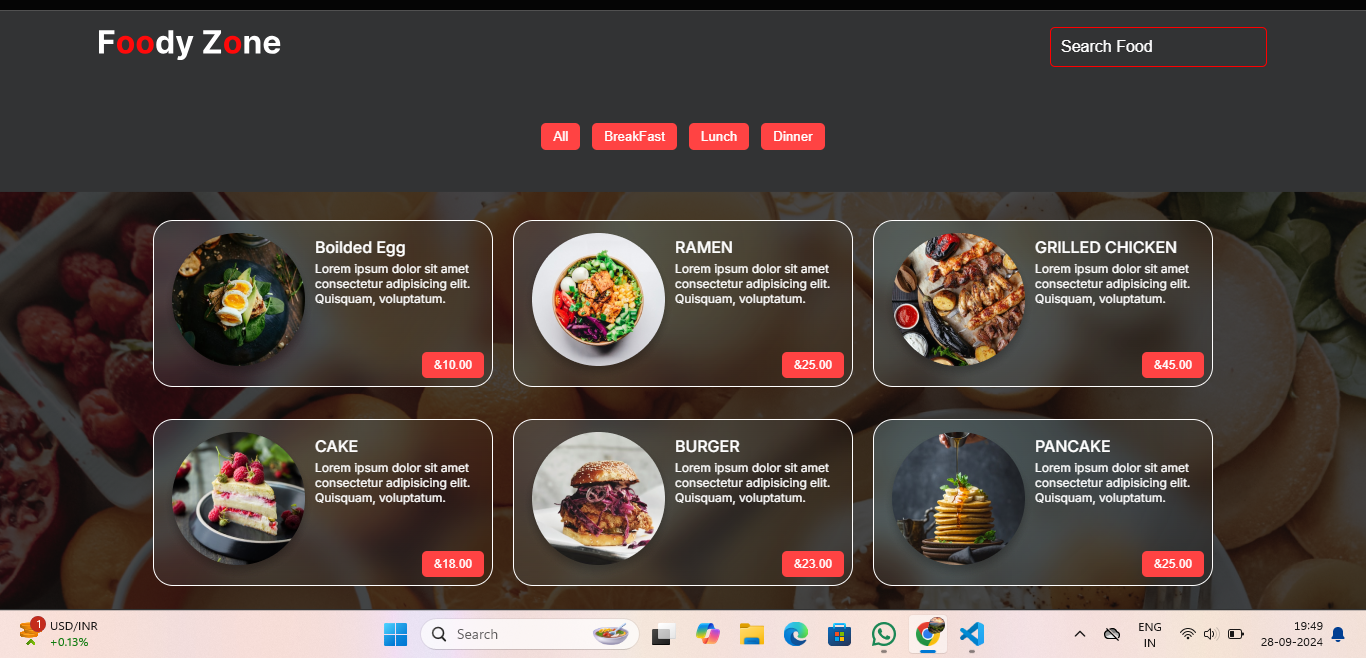 Foody Zone
Search Food
All
BreakFast
Lunch
Dinner
Boilded Egg
Lorem ipsum dolor sit amet
consectetur adipisicing elit.
Quisquam, voluptatum.
&10.00
RAMEN
Lorem ipsum dolor sit amet
consectetur adipisicing elit.
Quisquam, voluptatum.
&25.00
GRILLED CHICKEN
Lorem ipsum dolor sit amet
consectetur adipisicing elit.
Quisquam, voluptatum.
&45.00
CAKE
Lorem ipsum dolor sit amet
consectetur adipisicing elit.
Quisquam, voluptatum.
&18.00
BURGER
Lorem ipsum dolor sit amet
consectetur adipisicing elit.
Quisquam, voluptatum.
&23.00
PANCAKE
Lorem ipsum dolor sit amet
consectetur adipisicing elit.
Quisquam, voluptatum.
&25.00
1
USD/INR
+0.13%
Search
ENG
IN
19:49
28-09-2024